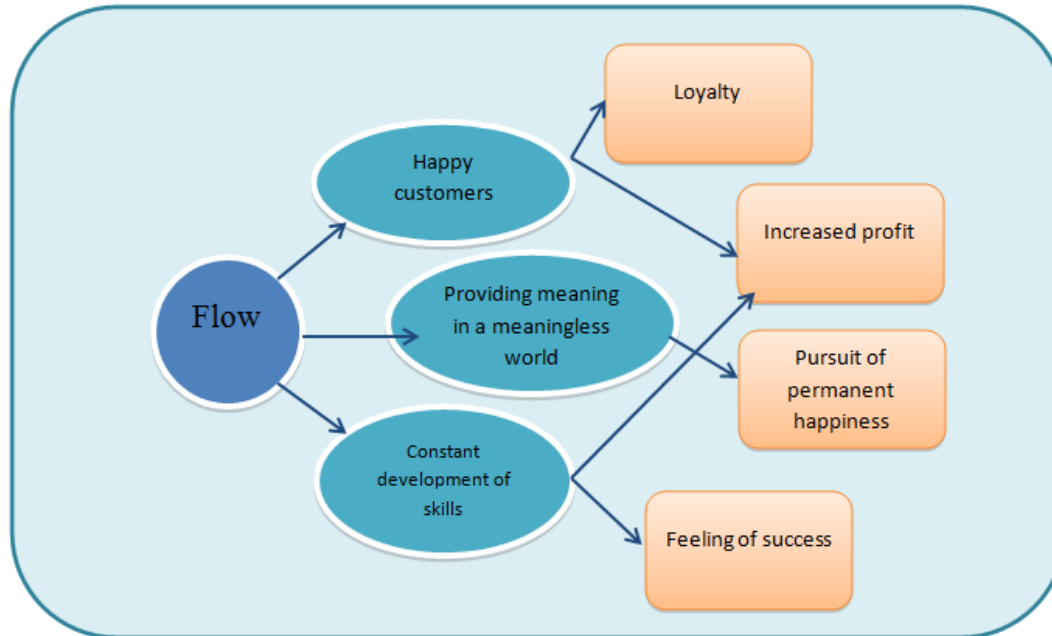 Loyalty
Happy
customers
Increased profit
Flow
Providing meaning
in a meaningless
world
Pursuit of
permanent
happiness
Constant
development of
skills
Feeling of success